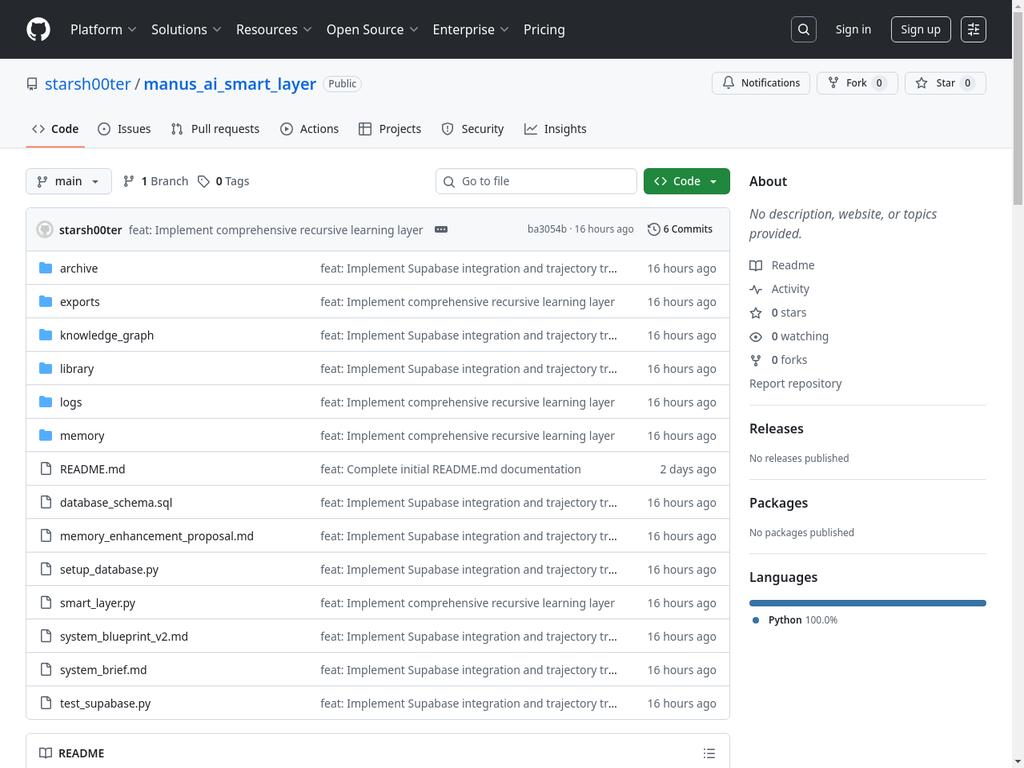 Platform Solutions Resources Open Source Enterprise Pricing Sign in Sign up
starsh00ter / manus_ai_smart_layer Public Notifications Fork 0 Star 0
Code Issues Pull requests Actions Projects Security Insights
main 1 Branch 0 Tags Go to file Code
starsh00ter feat: Implement comprehensive recursive learning layer ba3054b · 16 hours ago 6 Commits
archive feat: Implement Supabase integration and trajectory tr... 16 hours ago
exports feat: Implement comprehensive recursive learning layer 16 hours ago
knowledge_graph feat: Implement Supabase integration and trajectory tr... 16 hours ago
library feat: Implement Supabase integration and trajectory tr... 16 hours ago
logs feat: Implement comprehensive recursive learning layer 16 hours ago
memory feat: Implement comprehensive recursive learning layer 16 hours ago
README.md feat: Complete initial README.md documentation 2 days ago
database_schema.sql feat: Implement Supabase integration and trajectory tr... 16 hours ago
memory_enhancement_proposal.md feat: Implement Supabase integration and trajectory tr... 16 hours ago
setup_database.py feat: Implement Supabase integration and trajectory tr... 16 hours ago
smart_layer.py feat: Implement comprehensive recursive learning layer 16 hours ago
system_blueprint_v2.md feat: Implement Supabase integration and trajectory tr... 16 hours ago
system_brief.md feat: Implement Supabase integration and trajectory tr... 16 hours ago
test_supabase.py feat: Implement Supabase integration and trajectory tr... 16 hours ago
README
About
No description, website, or topics
provided.
Readme
Activity
0 stars
0 watching
0 forks
Report repository
Releases
No releases published
Packages
No packages published
Languages
Python 100.0%